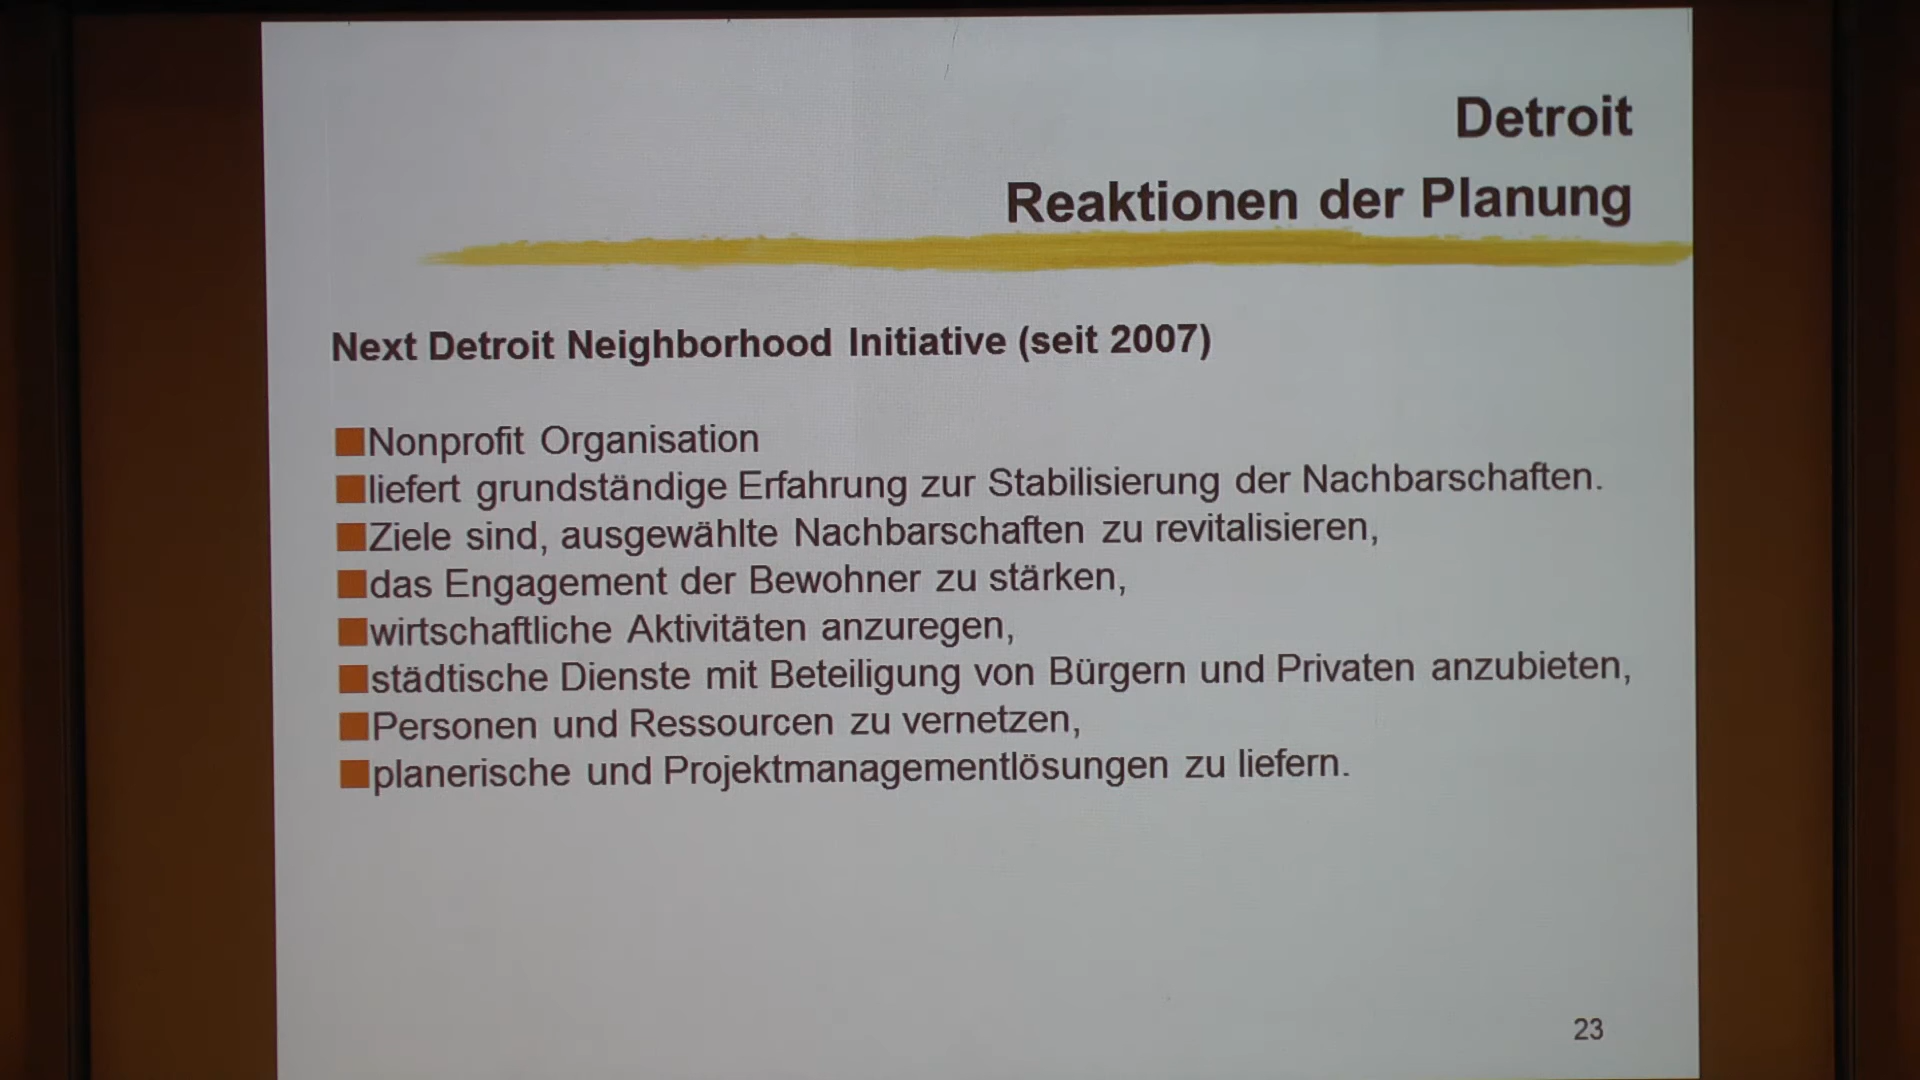 Detroit
Reaktionen der Planung
Next Detroit Neighborhood Initiative (seit 2007)
Nonprofit Organisation
liefert grundständige Erfahrung zur Stabilisierung der Nachbarschaften.
Ziele sind, ausgewählte Nachbarschaften zu revitalisieren,
das Engagement der Bewohner zu stärken,
wirtschaftliche Aktivitäten anzuregen,
städtische Dienste mit Beteiligung von Bürgern und Privaten anzubieten,
Personen und Ressourcen zu vernetzen,
planerische und Projektmanagementlösungen zu liefern.
23